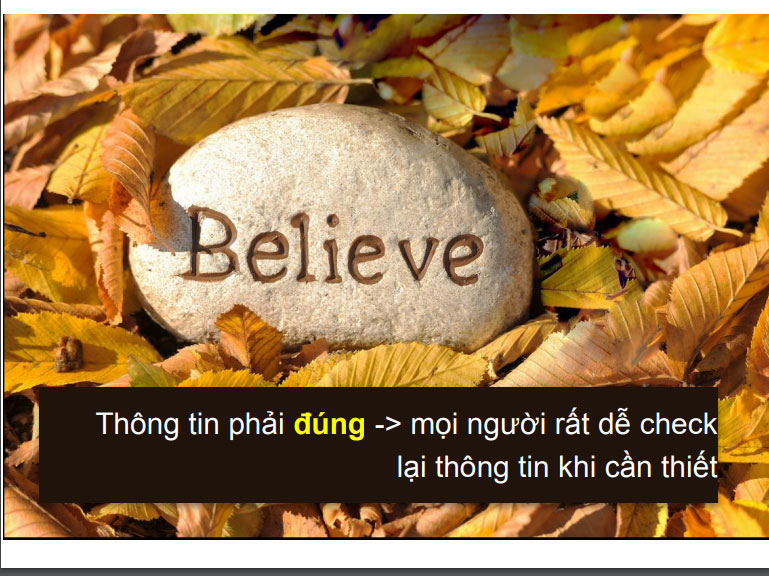 Believe
Thông tin phải đúng -> mọi người rất dễ check
lại thông tin khi cần thiết